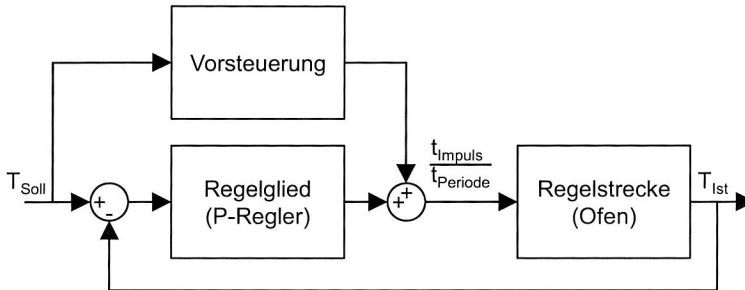 Vorsteuerung
T_Soll
+
-
Regelglied
(P-Regler)
+
+
t_Impuls
t_Periode
Regelstrecke
(Ofen)
T_Ist